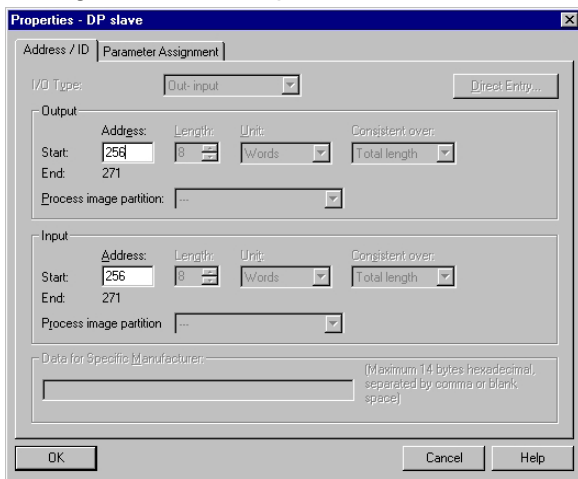 Properties - DP slave
Address / ID Parameter Assignment
I/O Type: Out- input Direct Entry...
Output
Address: Length: Unit: Consistent over:
Start: 256 8 Words Total length
End: 271
Process image partition: ---
Input
Address: Length: Unit: Consistent over:
Start: 256 8 Words Total length
End: 271
Process image partition ---
Data for Specific Manufacturer:
(Maximum 14 bytes hexadecimal,
separated by comma or blank
space)
OK Cancel Help